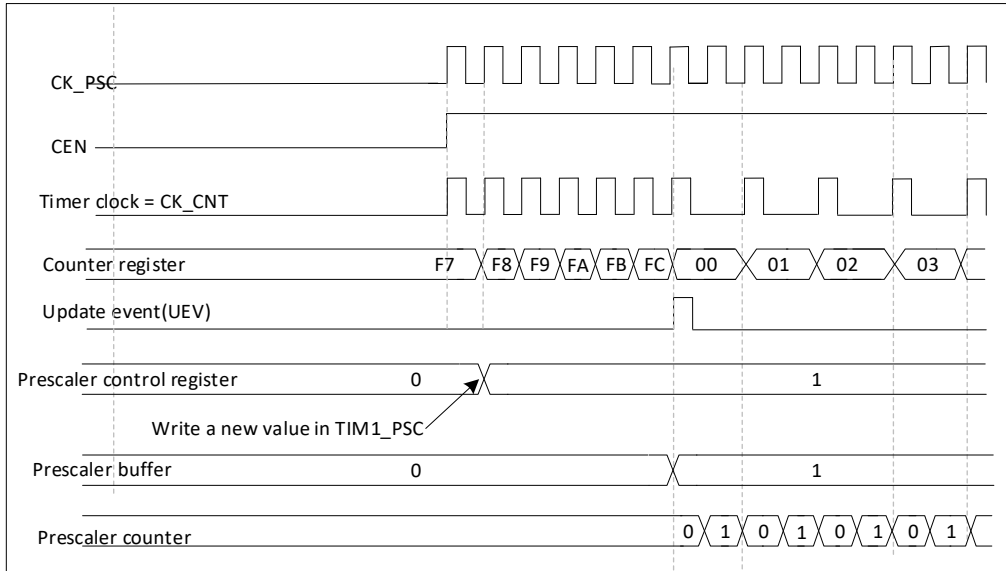 CK_PSC
CEN
Timer clock = CK_CNT
Counter register F7 F8 F9 FA FB FC 00 01 02 03
Update event(UEV)
Prescaler control register 0 1
Write a new value in TIM1_PSC
Prescaler buffer 0 1
Prescaler counter 0 1 0 1 0 1 0 1